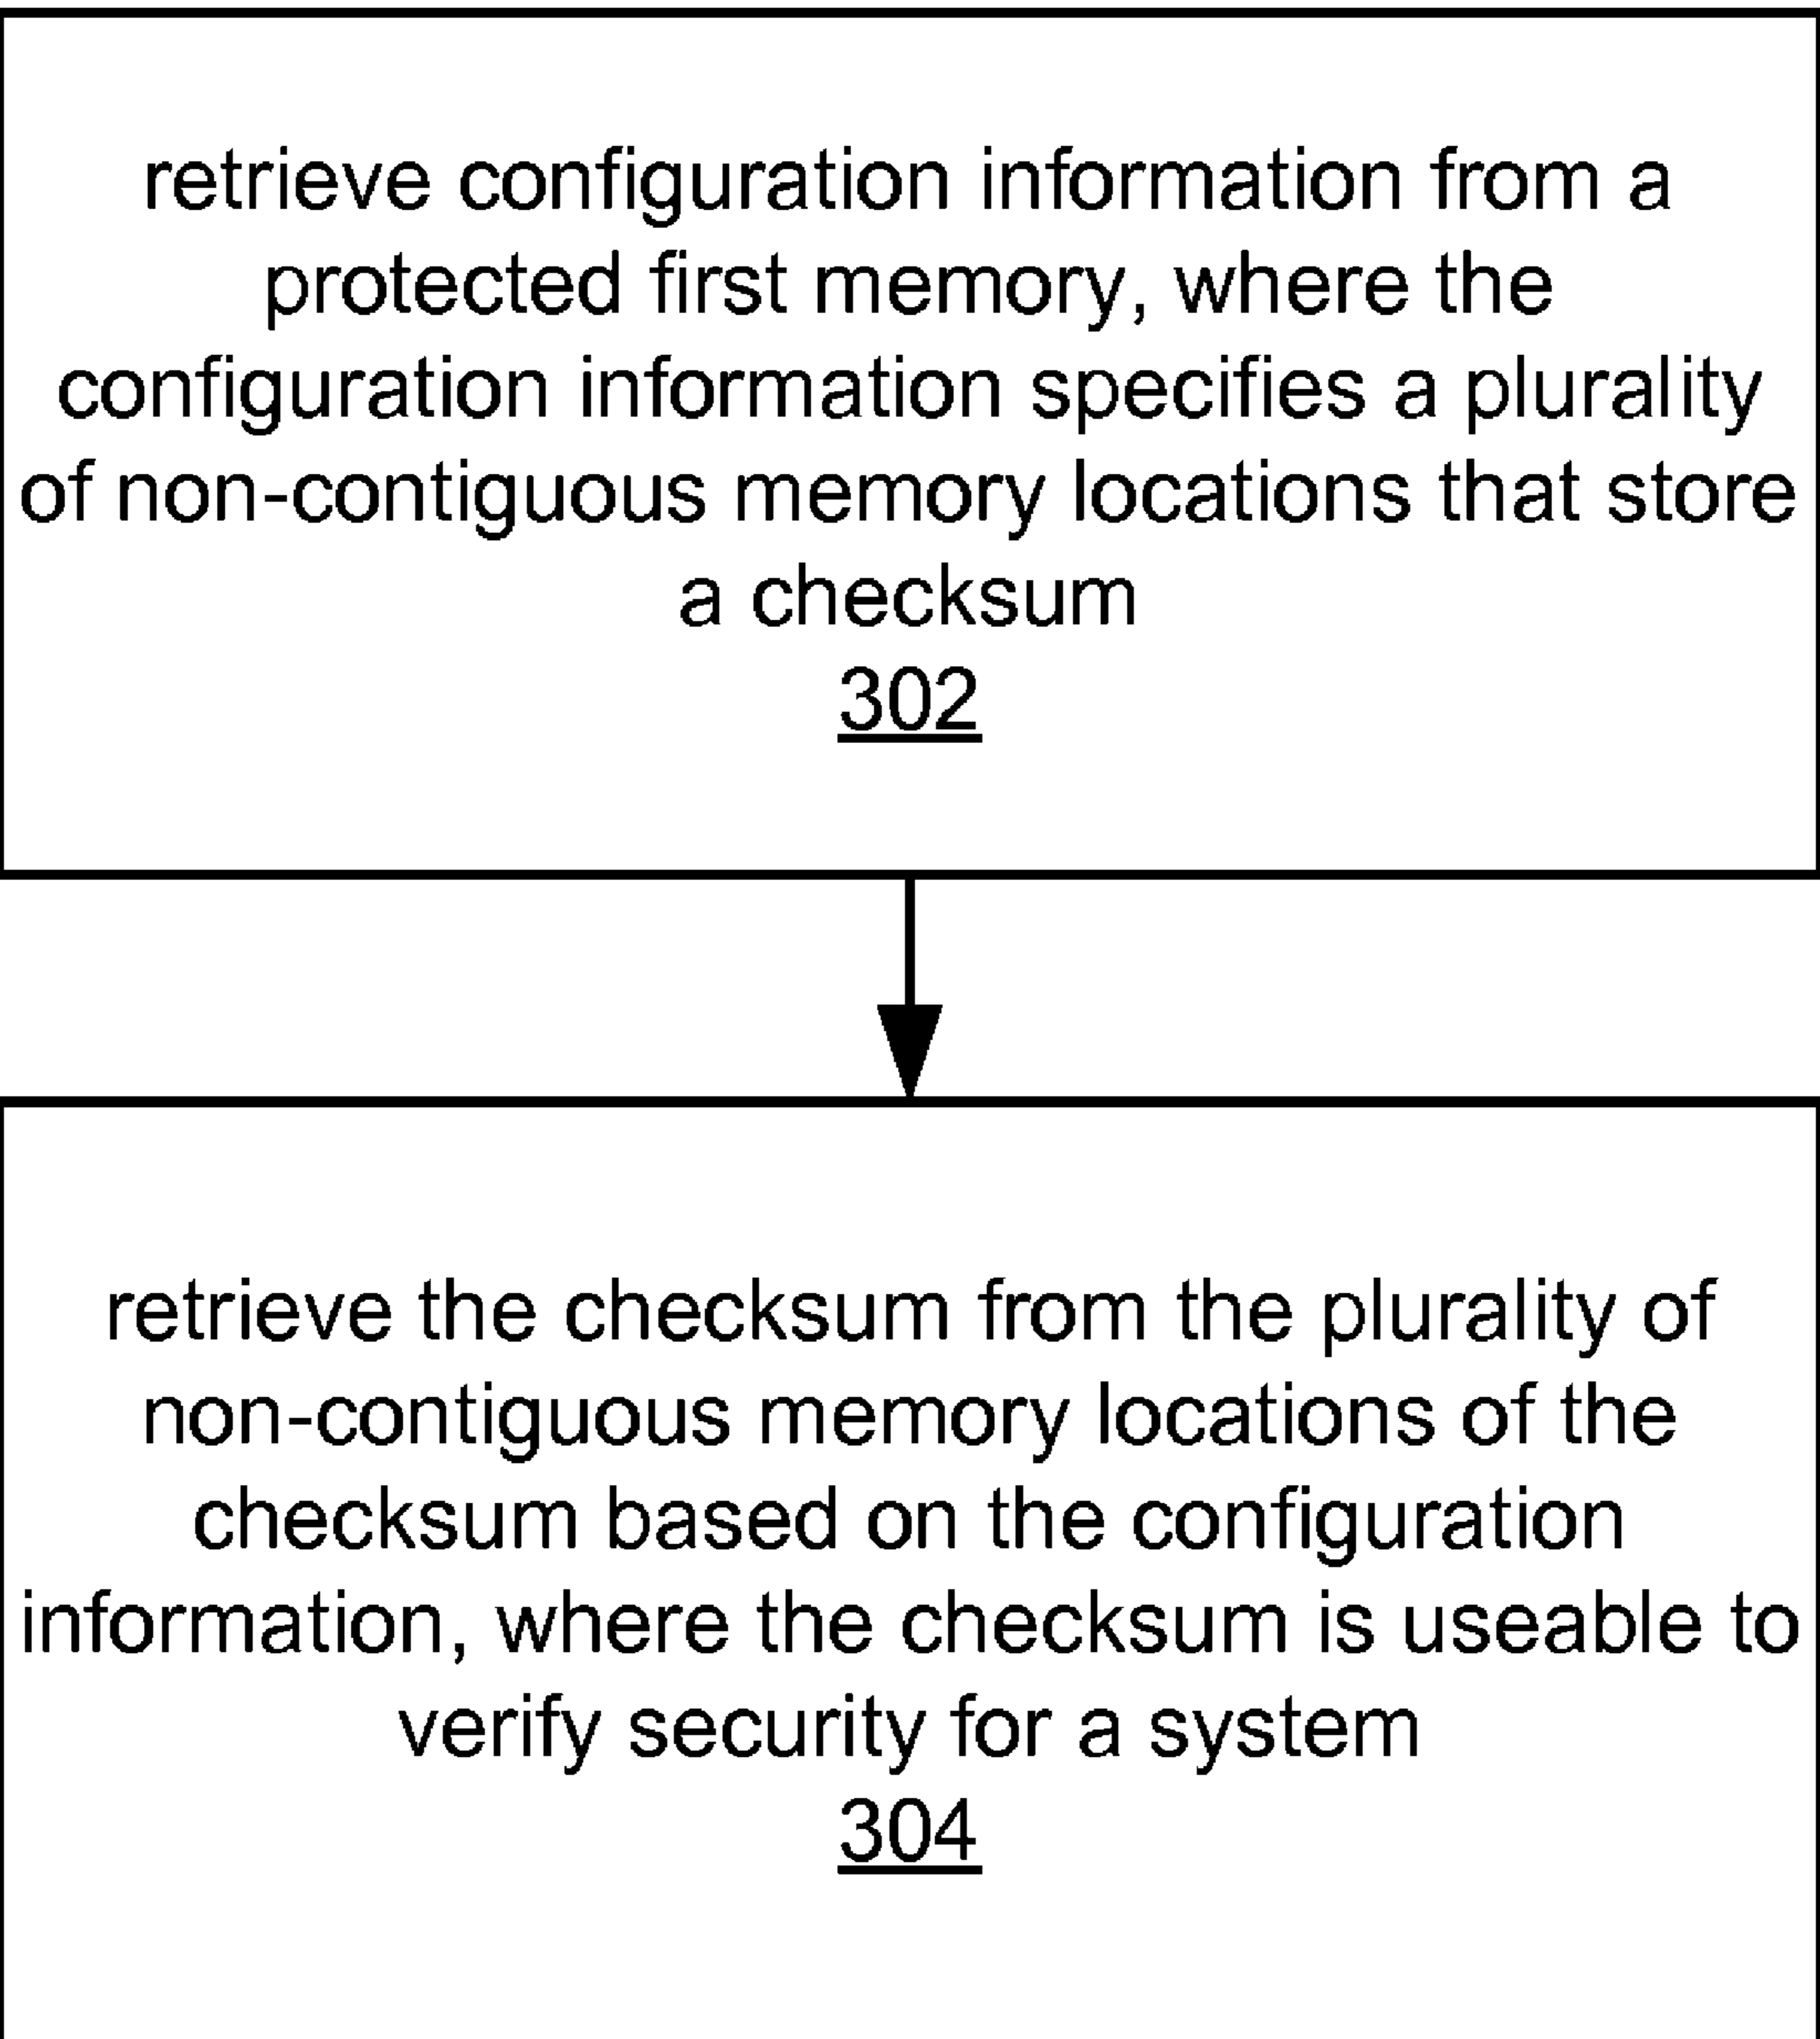 retrieve configuration information from a
protected first memory, where the
configuration information specifies a plurality
of non-contiguous memory locations that store
a checksum
302
retrieve the checksum from the plurality of
non-contiguous memory locations of the
checksum based on the configuration
information, where the checksum is useable to
verify security for a system
304